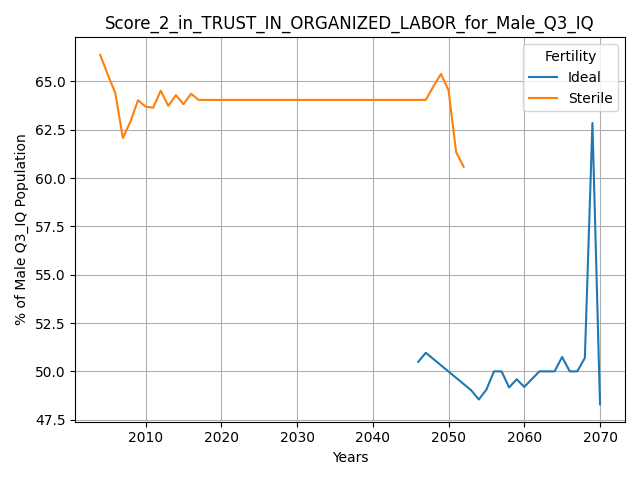 Score_2_in_TRUST_IN_ORGANIZED_LABOR_for_Male_Q3_IQ
Fertility
Ideal
Sterile
% of Male Q3_IQ Population
65.0
62.5
60.0
57.5
55.0
52.5
50.0
47.5
2010 2020 2030 2040 2050 2060 2070
Years